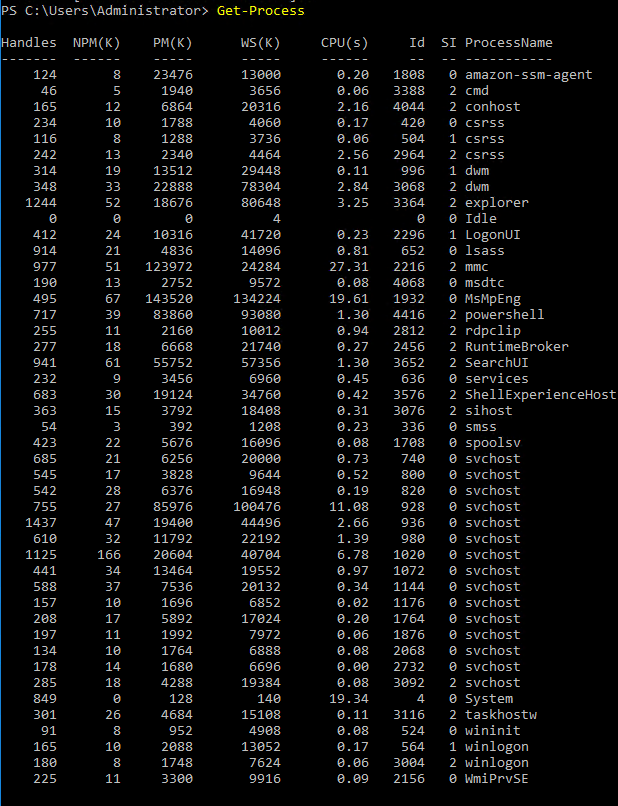 PS C:\Users\Administrator> Get-Process
Handles NPM(K) PM(K) WS(K) CPU(s) Id SI ProcessName
------- ------ ----- ----- ------ -- -- -----------
124 8 23476 13000 0.20 1808 0 amazon-ssm-agent
46 5 1940 3656 0.06 3388 2 cmd
165 12 6864 20316 2.16 4044 2 conhost
234 10 1788 4060 0.17 420 0 csrss
116 8 1288 3736 0.06 504 1 csrss
242 13 2340 4464 2.56 2964 2 csrss
314 19 13512 29448 0.11 996 1 dwm
348 33 22888 78304 2.84 3068 2 dwm
1244 52 18676 80648 3.25 3364 2 explorer
0 0 0 4 0 0 Idle
412 24 10316 41720 0.23 2296 1 LogonUI
914 21 4836 14096 0.81 652 0 lsass
977 51 123972 24284 27.31 2216 2 mmc
190 13 2752 9572 0.08 4068 0 msdtc
495 67 143520 134224 19.61 1932 0 MsMpEng
717 39 83860 93080 1.30 4416 2 powershell
255 11 2160 10012 0.94 2812 2 rdpclip
277 18 6668 21740 0.27 2456 2 RuntimeBroker
941 61 55752 57356 1.30 3652 2 SearchUI
232 9 3456 6960 0.45 636 0 services
683 30 19124 34760 0.42 3576 2 ShellExperienceHost
363 15 3792 18408 0.31 3076 2 sihost
54 3 392 1208 0.23 336 0 smss
423 22 5676 16096 0.08 1708 0 spoolsv
685 21 6256 20000 0.73 740 0 svchost
545 17 3828 9644 0.52 800 0 svchost
542 28 6376 16948 0.19 820 0 svchost
755 27 85976 100476 11.08 928 0 svchost
1437 47 19400 44496 2.66 936 0 svchost
610 32 11792 22192 1.39 980 0 svchost
1125 166 20604 40704 6.78 1020 0 svchost
441 34 13464 19552 0.97 1072 0 svchost
588 37 7536 20132 0.34 1144 0 svchost
157 10 1696 6852 0.02 1176 0 svchost
208 17 5892 17024 0.20 1764 0 svchost
197 11 1992 7972 0.06 1876 0 svchost
134 10 1764 6888 0.08 2068 0 svchost
178 14 1680 6696 0.00 2732 0 svchost
285 18 4288 19384 0.08 3092 2 svchost
849 0 128 140 19.34 4 0 System
301 26 4684 15108 0.11 3116 2 taskhostw
91 8 952 4908 0.08 524 0 wininit
165 10 2088 13052 0.17 564 1 winlogon
180 8 1748 7624 0.06 3004 2 winlogon
225 11 3300 9916 0.09 2156 0 WmiPrvSE